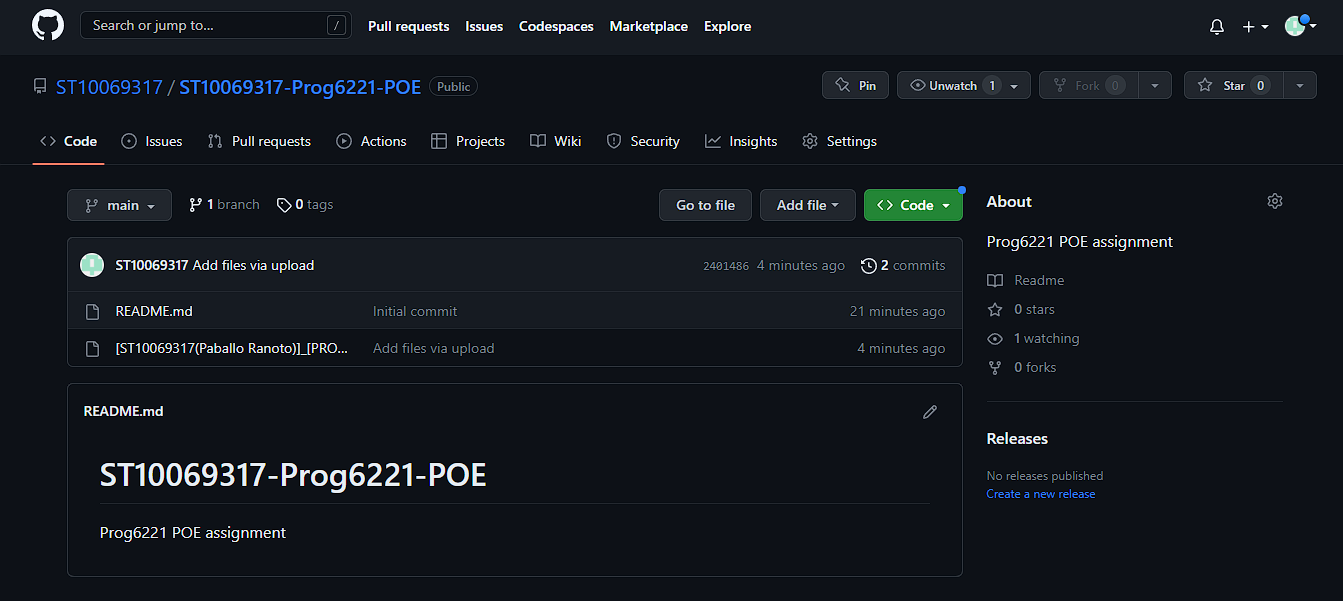 Search or jump to... /
Pull requests Issues Codespaces Marketplace Explore
ST10069317 / ST10069317-Prog6221-POE Public
Pin Unwatch 1 Fork 0 Star 0
Code Issues Pull requests Actions Projects Wiki Security Insights Settings
main 1 branch 0 tags Go to file Add file Code
ST10069317 Add files via upload 2401486 4 minutes ago 2 commits
README.md Initial commit 21 minutes ago
[ST10069317(Paballo Ranoto)]_[PRO... Add files via upload 4 minutes ago
README.md
ST10069317-Prog6221-POE
Prog6221 POE assignment
About
Prog6221 POE assignment
Readme
0 stars
1 watching
0 forks
Releases
No releases published
Create a new release